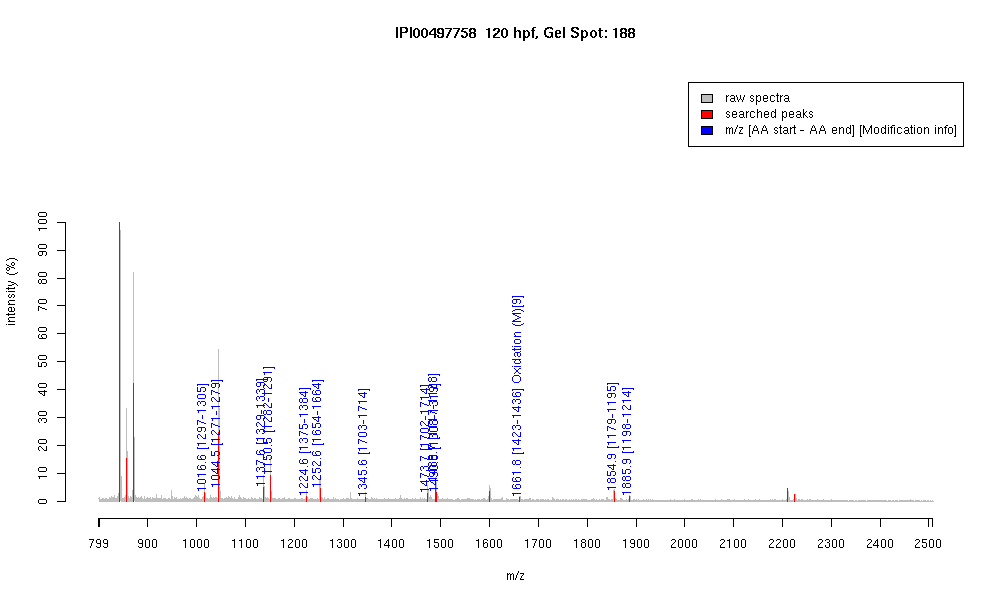 IPI00497758 120 hpf, Gel Spot: 188
raw spectra
searched peaks
m/z [AA start - AA end] [Modification info]
intensity (%)
100
90
80
70
60
50
40
30
20
10
0
1016.6 [1297-1305]
1044.5 [1271-1279]
1137.6 [1329-1339]
1150.5 [1282-1291]
1224.6 [1375-1384]
1252.6 [1654-1664]
1345.6 [1703-1714]
1473.7 [1702-1714]
1661.8 [1423-1436] Oxidation (M)[9]
1854.9 [1179-1195]
1885.9 [1198-1214]
799 900 1000 1100 1200 1300 1400 1500 1600 1700 1800 1900 2000 2100 2200 2300 2400 2500
m/z